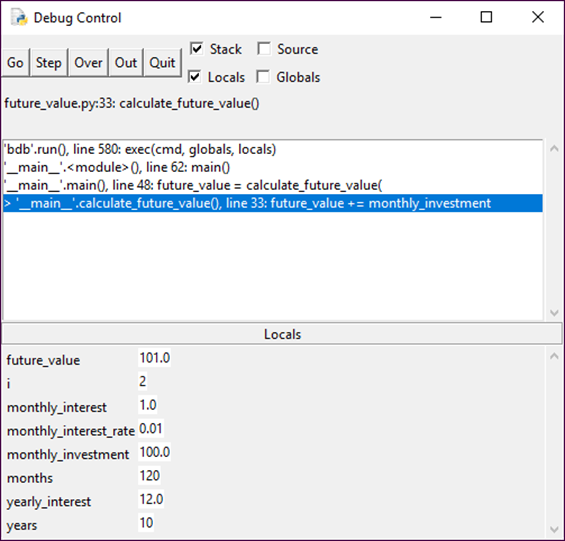 Debug Control
Go Step Over Out Quit
Stack Source
Locals Globals
future_value.py:33: calculate_future_value()
'bdb'.run(), line 580: exec(cmd, globals, locals)
'__main__'.<module>(), line 62: main()
'__main__'.main(), line 48: future_value = calculate_future_value(
> '__main__'.calculate_future_value(), line 33: future_value += monthly_investment
Locals
future_value 101.0
i 2
monthly_interest 1.0
monthly_interest_rate 0.01
monthly_investment 100.0
months 120
yearly_interest 12.0
years 10